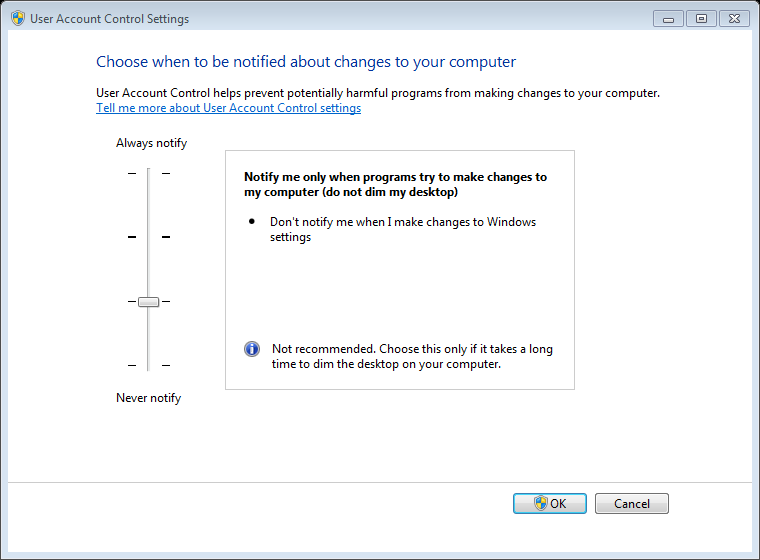 User Account Control Settings
Choose when to be notified about changes to your computer
User Account Control helps prevent potentially harmful programs from making changes to your computer.
Tell me more about User Account Control settings
Always notify
Notify me only when programs try to make changes to
my computer (do not dim my desktop)
Don't notify me when I make changes to Windows
settings
Not recommended. Choose this only if it takes a long
time to dim the desktop on your computer.
Never notify
OK
Cancel